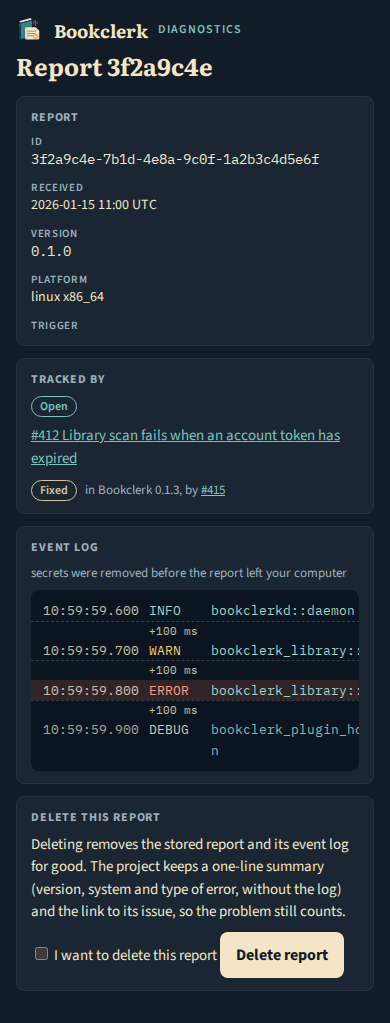 Bookclerk DIAGNOSTICS
Report 3f2a9c4e
REPORT
ID
3f2a9c4e-7b1d-4e8a-9c0f-1a2b3c4d5e6f
RECEIVED
2026-01-15 11:00 UTC
VERSION
0.1.0
PLATFORM
linux x86_64
TRIGGER
TRACKED BY
Open
#412 Library scan fails when an account token has
expired
Fixed in Bookclerk 0.1.3, by #415
EVENT LOG
secrets were removed before the report left your computer
10:59:59.600 INFO bookclerkd::daemon
+100 ms
10:59:59.700 WARN bookclerk_library::
+100 ms
10:59:59.800 ERROR bookclerk_library::
+100 ms
10:59:59.900 DEBUG bookclerk_plugin_ho
n
DELETE THIS REPORT
Deleting removes the stored report and its event log
for good. The project keeps a one-line summary
(version, system and type of error, without the log)
and the link to its issue, so the problem still counts.
I want to delete this report Delete report